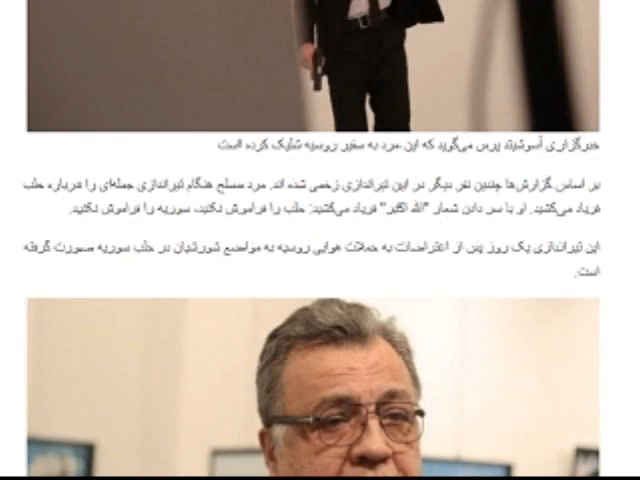 خبرگزاری آسوشیتد پرس می‌گوید که این مرد به سفیر روسیه شلیک کرده است
بر اساس گزارش‌ها چندین نفر دیگر در این تیراندازی زخمی شده اند. مرد مسلح هنگام تیراندازی جمله‌ای را درباره حلب
فریاد می‌کشید. او با سر دادن شعار "الله اکبر" فریاد می‌کشید: حلب را فراموش نکنید، سوریه را فراموش نکنید.
این تیراندازی یک روز پس از اعتراضات به حملات هوایی روسیه به مواضع شورشیان در حلب سوریه صورت گرفته
است.